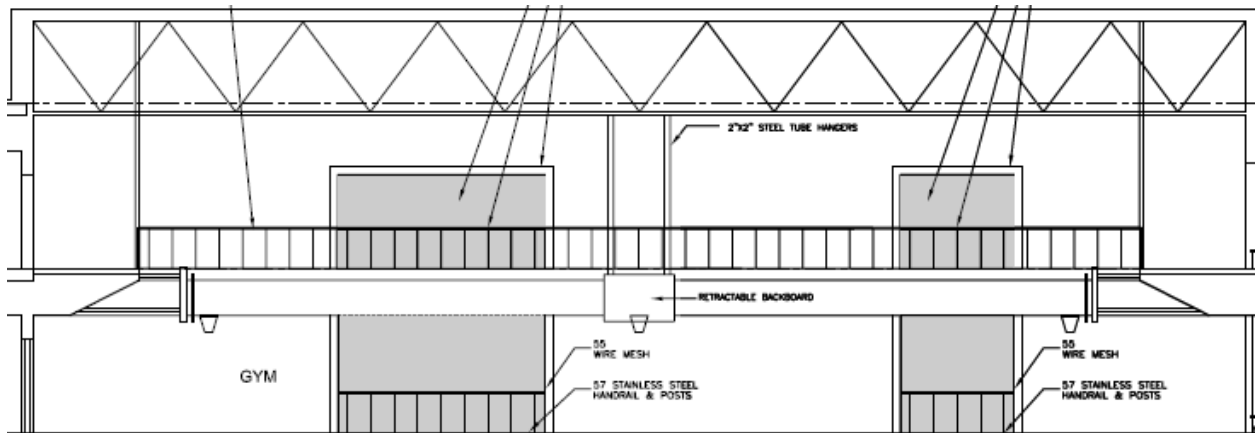 2"X2" STEEL TUBE HANGERS
RETRACTABLE BACKBOARD
55
WIRE MESH
57 STAINLESS STEEL
HANDRAIL & POSTS
GYM
55
WIRE MESH
57 STAINLESS STEEL
HANDRAIL & POSTS